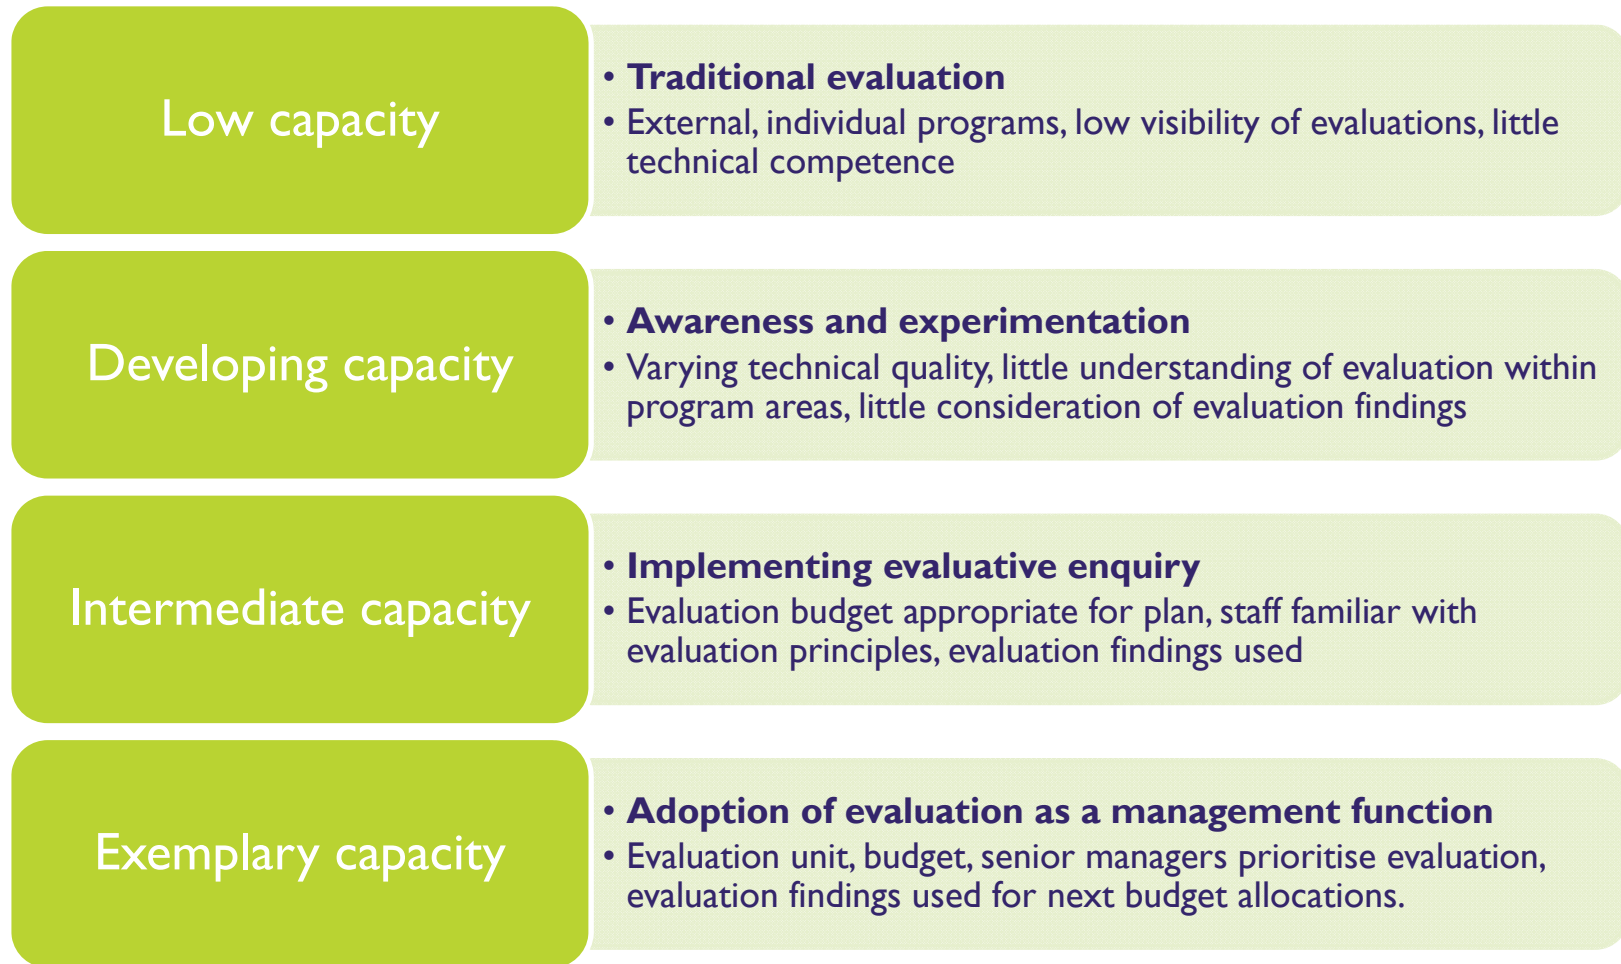 Low capacity
• Traditional evaluation
• External, individual programs, low visibility of evaluations, little
technical competence
Developing capacity
• Awareness and experimentation
• Varying technical quality, little understanding of evaluation within
program areas, little consideration of evaluation findings
Intermediate capacity
• Implementing evaluative enquiry
• Evaluation budget appropriate for plan, staff familiar with
evaluation principles, evaluation findings used
Exemplary capacity
• Adoption of evaluation as a management function
• Evaluation unit, budget, senior managers prioritise evaluation,
evaluation findings used for next budget allocations.